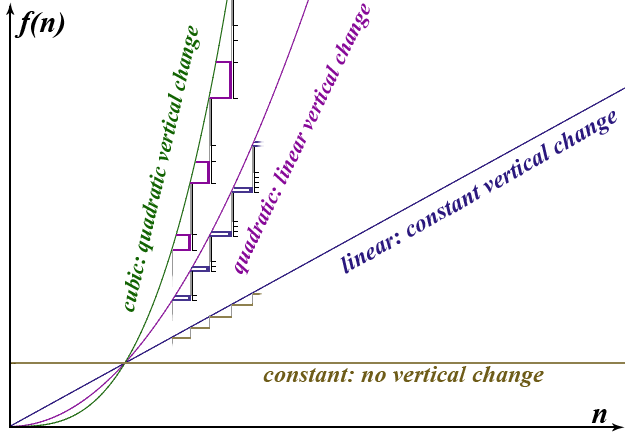 f(n)
cubic: quadratic vertical change
quadratic: linear vertical change
linear: constant vertical change
constant: no vertical change
n